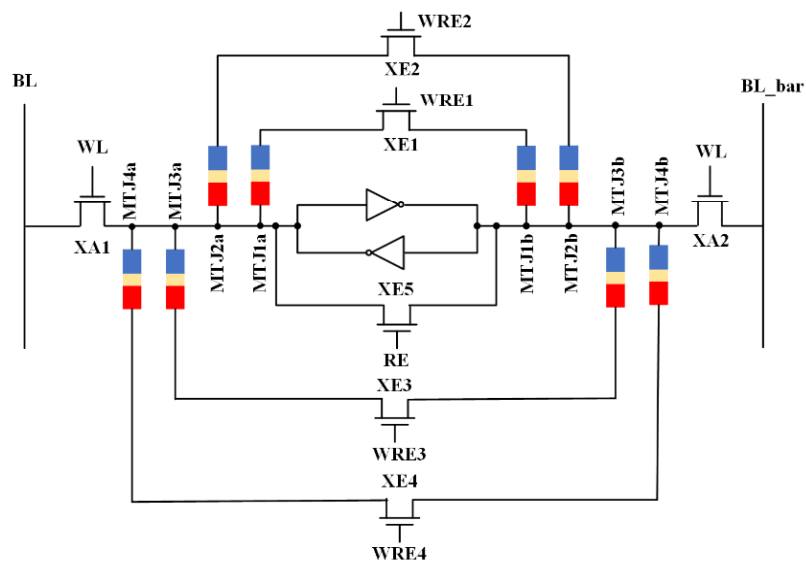 WRE2
XE2
BL
BL_bar
WRE1
XE1
WL
MTJ4a
MTJ3a
MTJ3b
MTJ4b
WL
XA1
MTJ2a
MTJ1a
MTJ1b
MTJ2b
XA2
XE5
RE
XE3
WRE3
XE4
WRE4